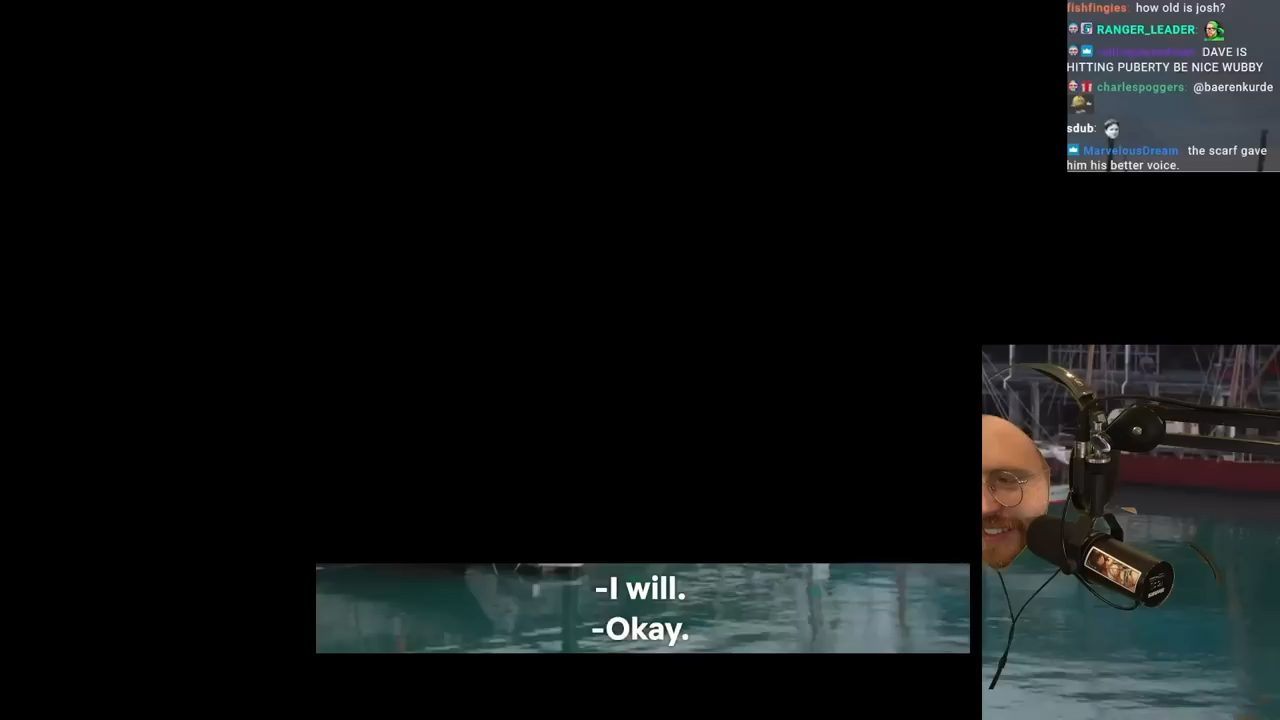 fishfingies: how old is josh?
RANGER_LEADER:
DAVE IS
HITTING PUBERTY BE NICE WUBBY
charlespoggers: @baerenkurde
sdub:
MarvelousDream the scarf gave
him his better voice.
-I will.
-Okay.